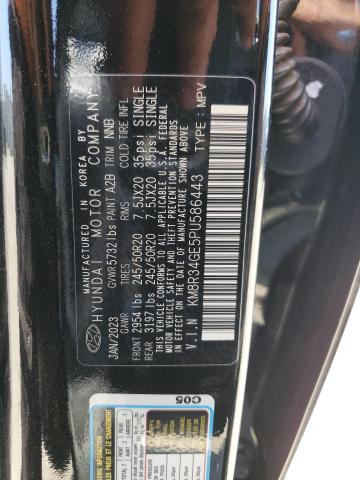 MANUFACTURED IN KOREA BY
HYUNDAI MOTOR COMPANY
JAN/2023 GVWR 5732 lbs PAINT A2B TRIM NNB
GAWR TIRES RIMS COLD TIRE INFL
FRONT 2954 lbs 245/50R20 7.5JX20 35psi SINGLE
REAR 3197 lbs 245/50R20 7.5JX20 35psi SINGLE
THIS VEHICLE CONFORMS TO ALL APPLICABLE U.S.A. FEDERAL
MOTOR VEHICLE SAFETY STANDARDS
IN EFFECT ON THE DATE OF MANUFACTURE SHOWN ABOVE
V.I.N KM8R34GE5PU586443 TYPE : MPV
C05